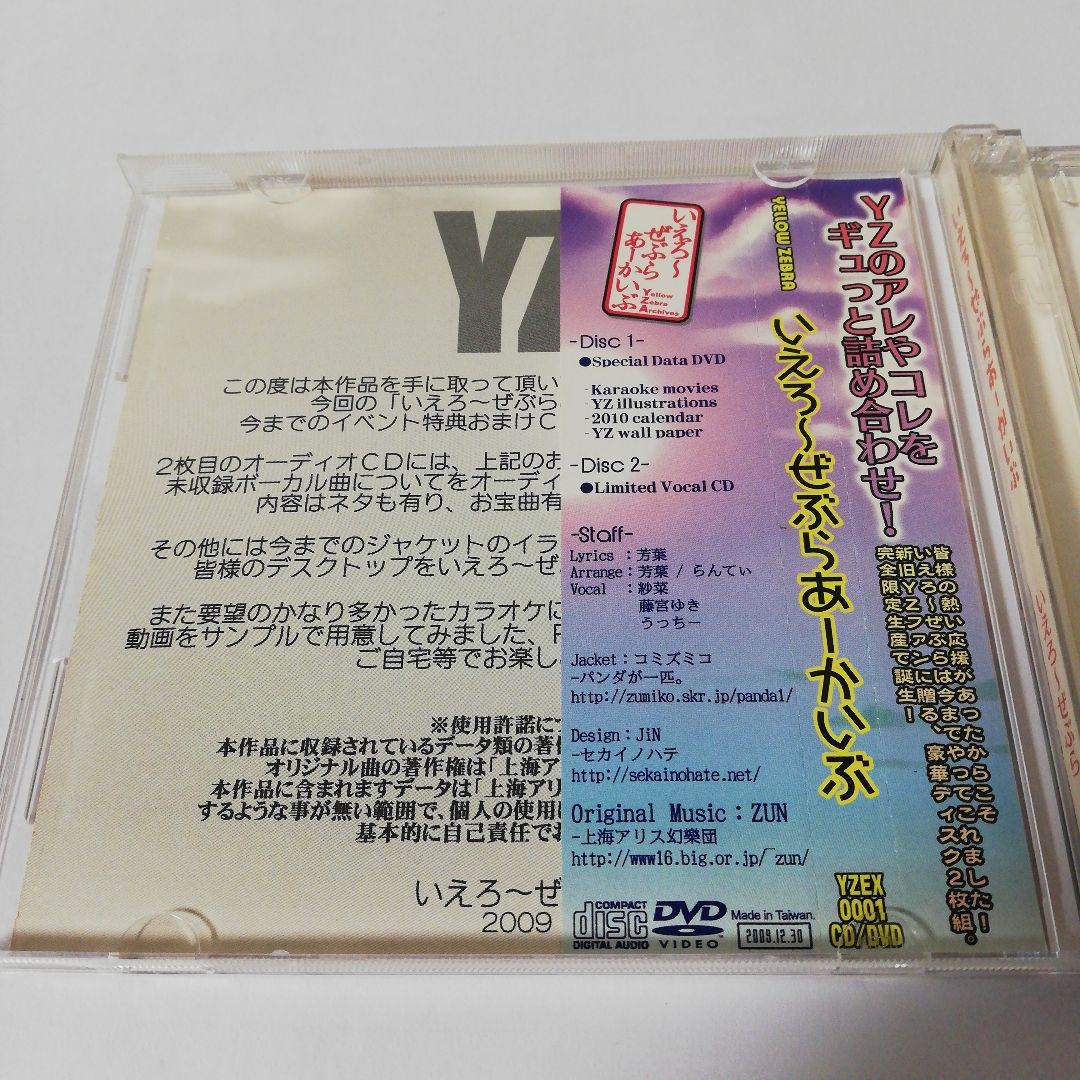 YZ
この度は本作品を手に取って頂い
今回の「いえろ～ぜぶら
今までのイベント特典おまけC
2枚目のオーディオCDには、上記のお
未収録ボーカル曲についてをオーディ
内容はネタも有り、お宝曲有
その他には今までのジャケットのイラ
皆様のデスクトップをいえろ～ぜ
また要望のかなり多かったカラオケに
動画をサンプルで用意してみました、
ご自宅等でお楽し
※使用許諾に
本作品に収録されているデータ類の著作
オリジナル曲の著作権は「上海ア
本作品に含まれますデータは「上海アリ
するような事が無い範囲で、個人の使用
基本的に自己責任でお
いえろ～ぜ
2009
いえろ～
ぜぶら
あーかいぶ
Yellow
Zebra
Archives
-Disc 1-
●Special Data DVD
-Karaoke movies
-YZ illustrations
-2010 calendar
-YZ wall paper
-Disc 2-
●Limited Vocal CD
-Staff-
Lyrics：芳葉
Arrange：芳葉 / らんてぃ
Vocal：紗菜
藤宮ゆき
うっちー
Jacket：コミズミコ
-パンダが一匹。
http://zumiko.skr.jp/panda1/
Design：JiN
-セカイノハテ
http://sekainohate.net/
Original Music：ZUN
-上海アリス幻樂団
http://www16.big.or.jp/~zun/
COMPACT
disc
DIGITAL AUDIO
DVD
VIDEO
Made in Taiwan.
2009.12.30
YELLOW ZEBRA
いえろ～ぜぶらあーかいぶ
YZEX
0001
CD/DVD
YZのアレやコレを
ギュっと詰め合わせ！
皆様の熱い応援があったからこそ
いえろ～ぜぶらは今までやってこれました！
新旧YZファンに贈る、豪華ディスク2枚組。
完全限定生産で誕生！
いえろ～ぜぶらあーかいぶ
いえろ～ぜぶら